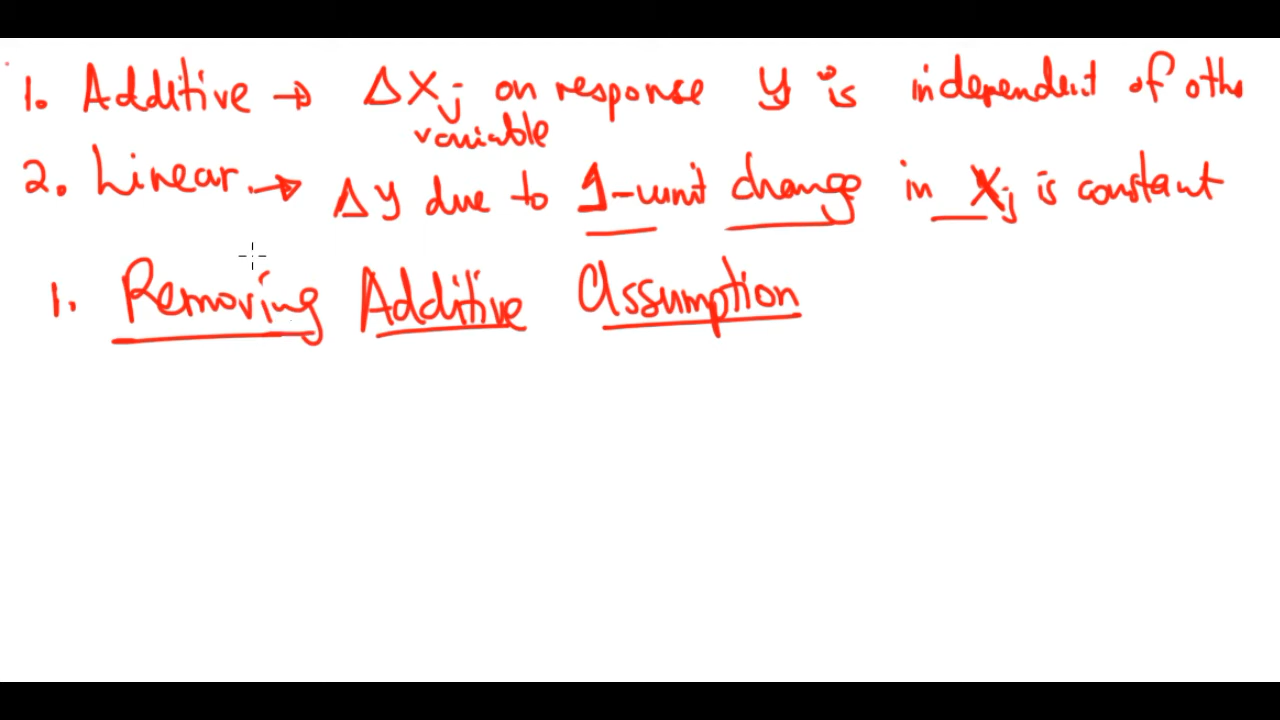 1. Additive → ΔXj on response Y is independent of othe
variable
2. Linear. → ΔY due to 1-unit change in Xj is constant
1. Removing Additive Assumption